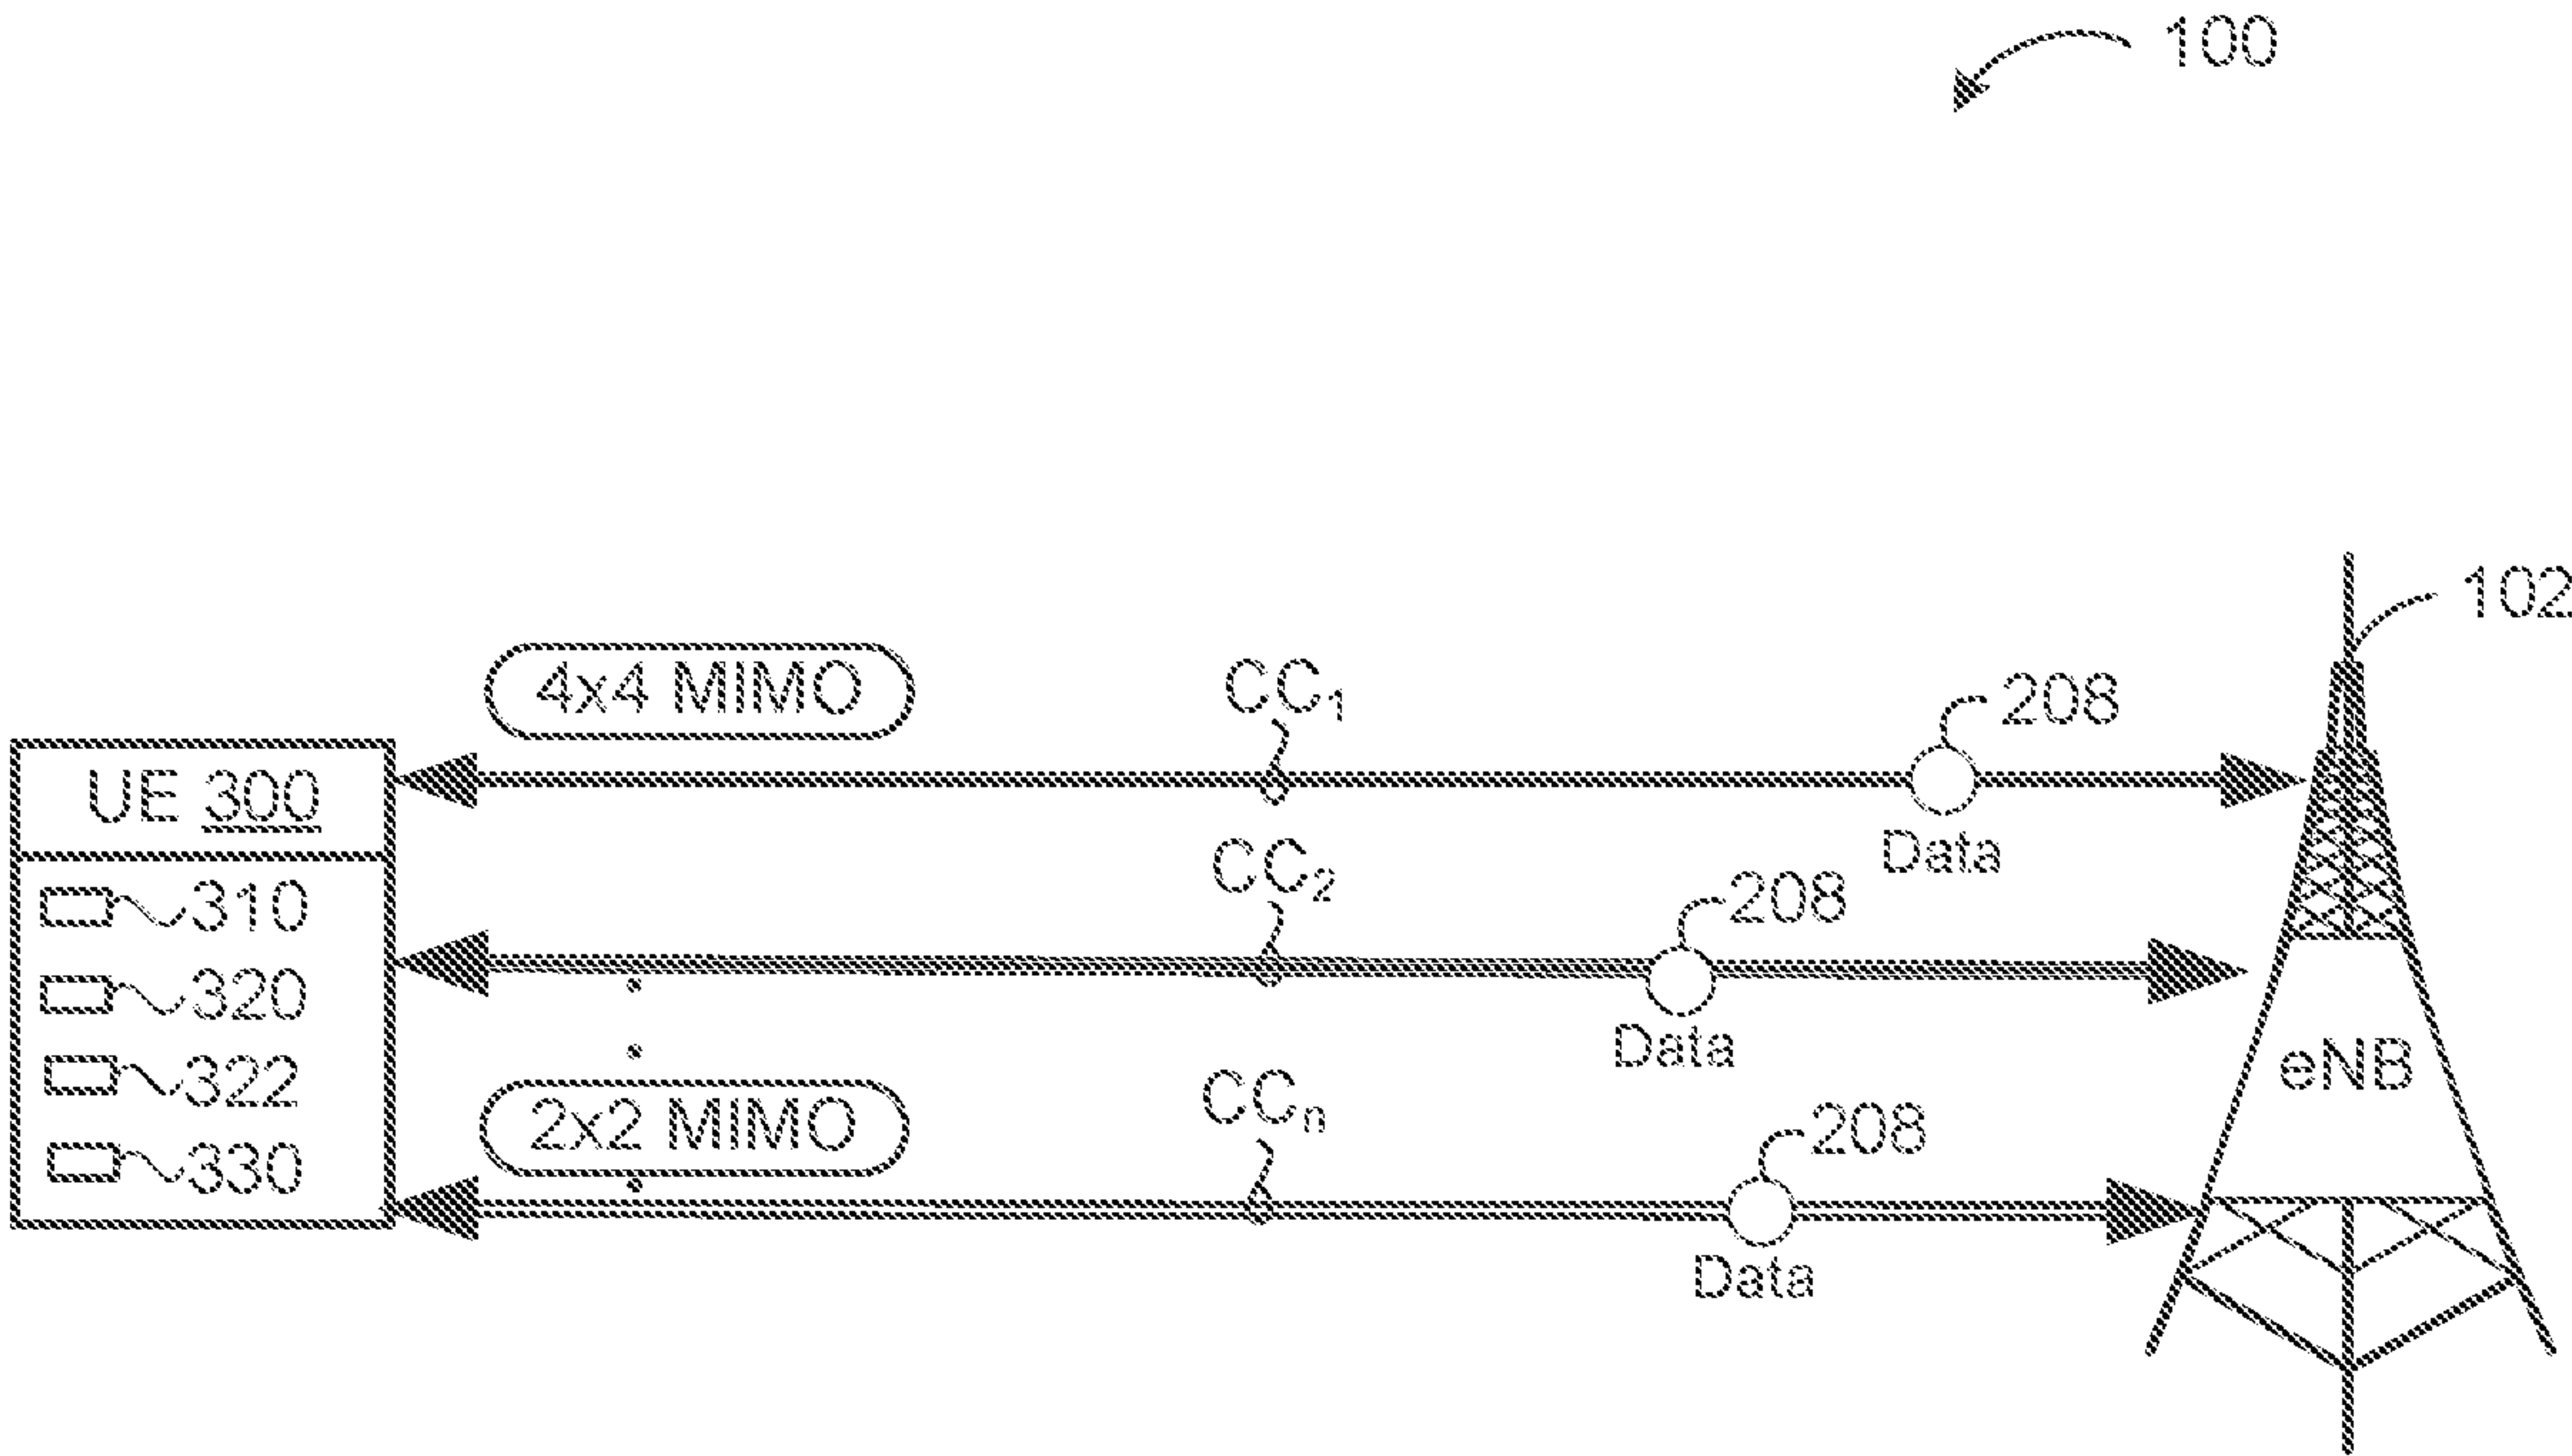 100
102
4x4 MIMO
CC1
208
UE 300
Data
CC2
208
310
320
Data
eNB
322
CCn
2x2 MIMO
208
330
Data